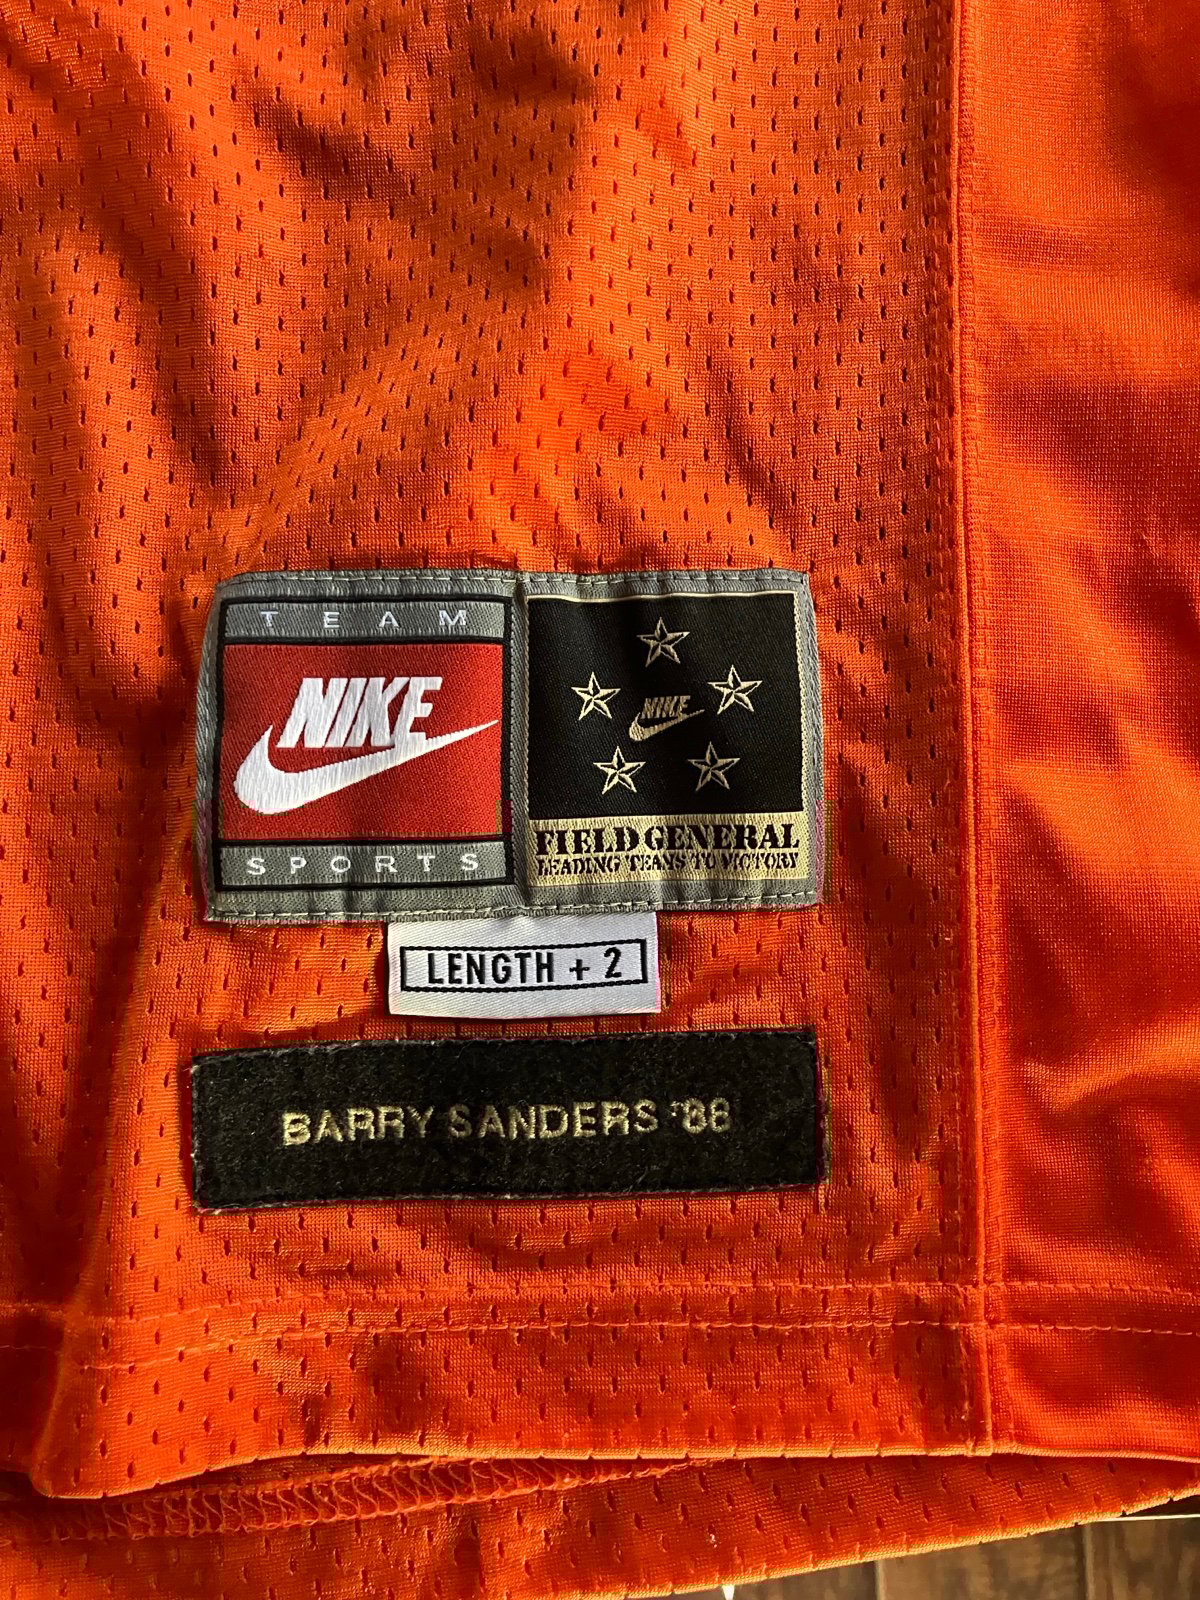 TEAM
NIKE
SPORTS
NIKE
FIELD GENERAL
LEADING TEAMS TO VICTORY
LENGTH + 2
BARRY SANDERS '88